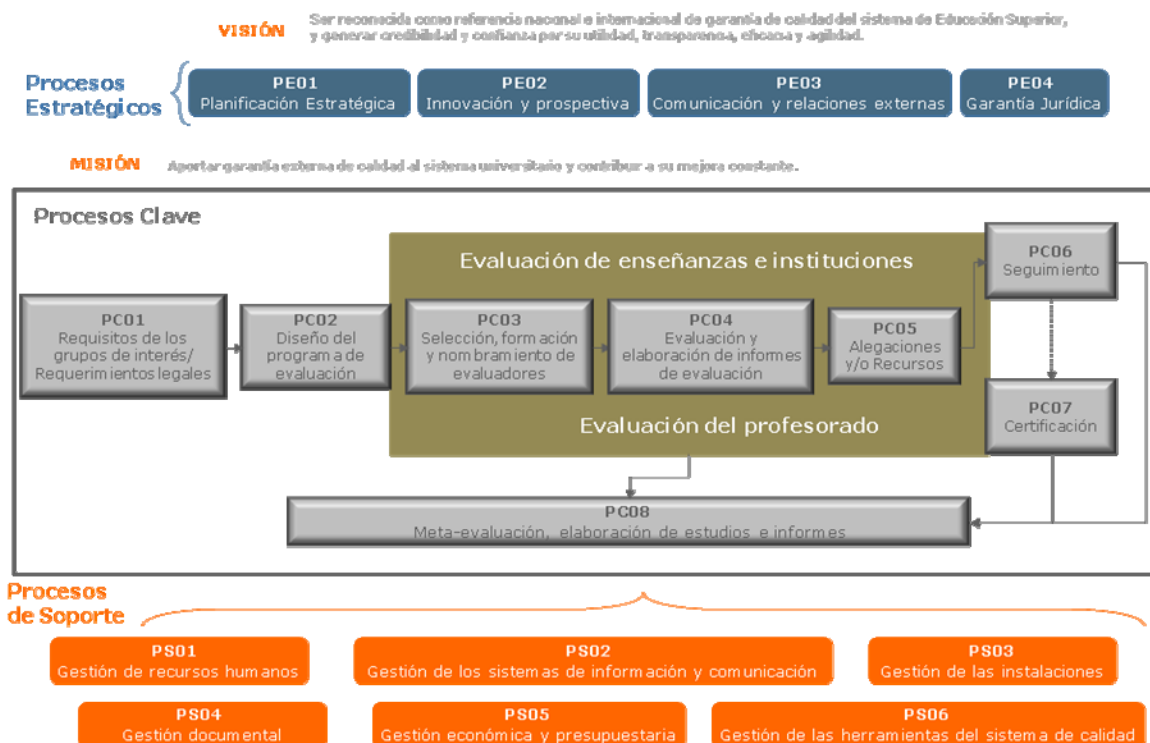 VISIÓN
Ser reconocida como referencia nacional e internacional de garantía de calidad del sistema de Educación Superior,
y generar credibilidad y confianza por su utilidad, transparencia, eficacia y agilidad.
Procesos
Estratégicos
PE01
Planificación Estratégica
PE02
Innovación y prospectiva
PE03
Comunicación y relaciones externas
PE04
Garantía Jurídica
MISIÓN
Aportar garantía externa de calidad al sistema universitario y contribuir a su mejora constante.
Procesos Clave
Evaluación de enseñanzas e instituciones
PC01
Requisitos de los
grupos de interés/
Requerimientos legales
PC02
Diseño del
programa de
evaluación
PC03
Selección, formación
y nombramiento de
evaluadores
PC04
Evaluación y
elaboración de informes
de evaluación
PC05
Alegaciones
y/o Recursos
PC06
Seguimiento
PC07
Certificación
Evaluación del profesorado
PC08
Meta-evaluación, elaboración de estudios e informes
Procesos
de Soporte
PS01
Gestión de recursos humanos
PS02
Gestión de los sistemas de información y comunicación
PS03
Gestión de las instalaciones
PS04
Gestión documental
PS05
Gestión económica y presupuestaria
PS06
Gestión de las herramientas del sistema de calidad